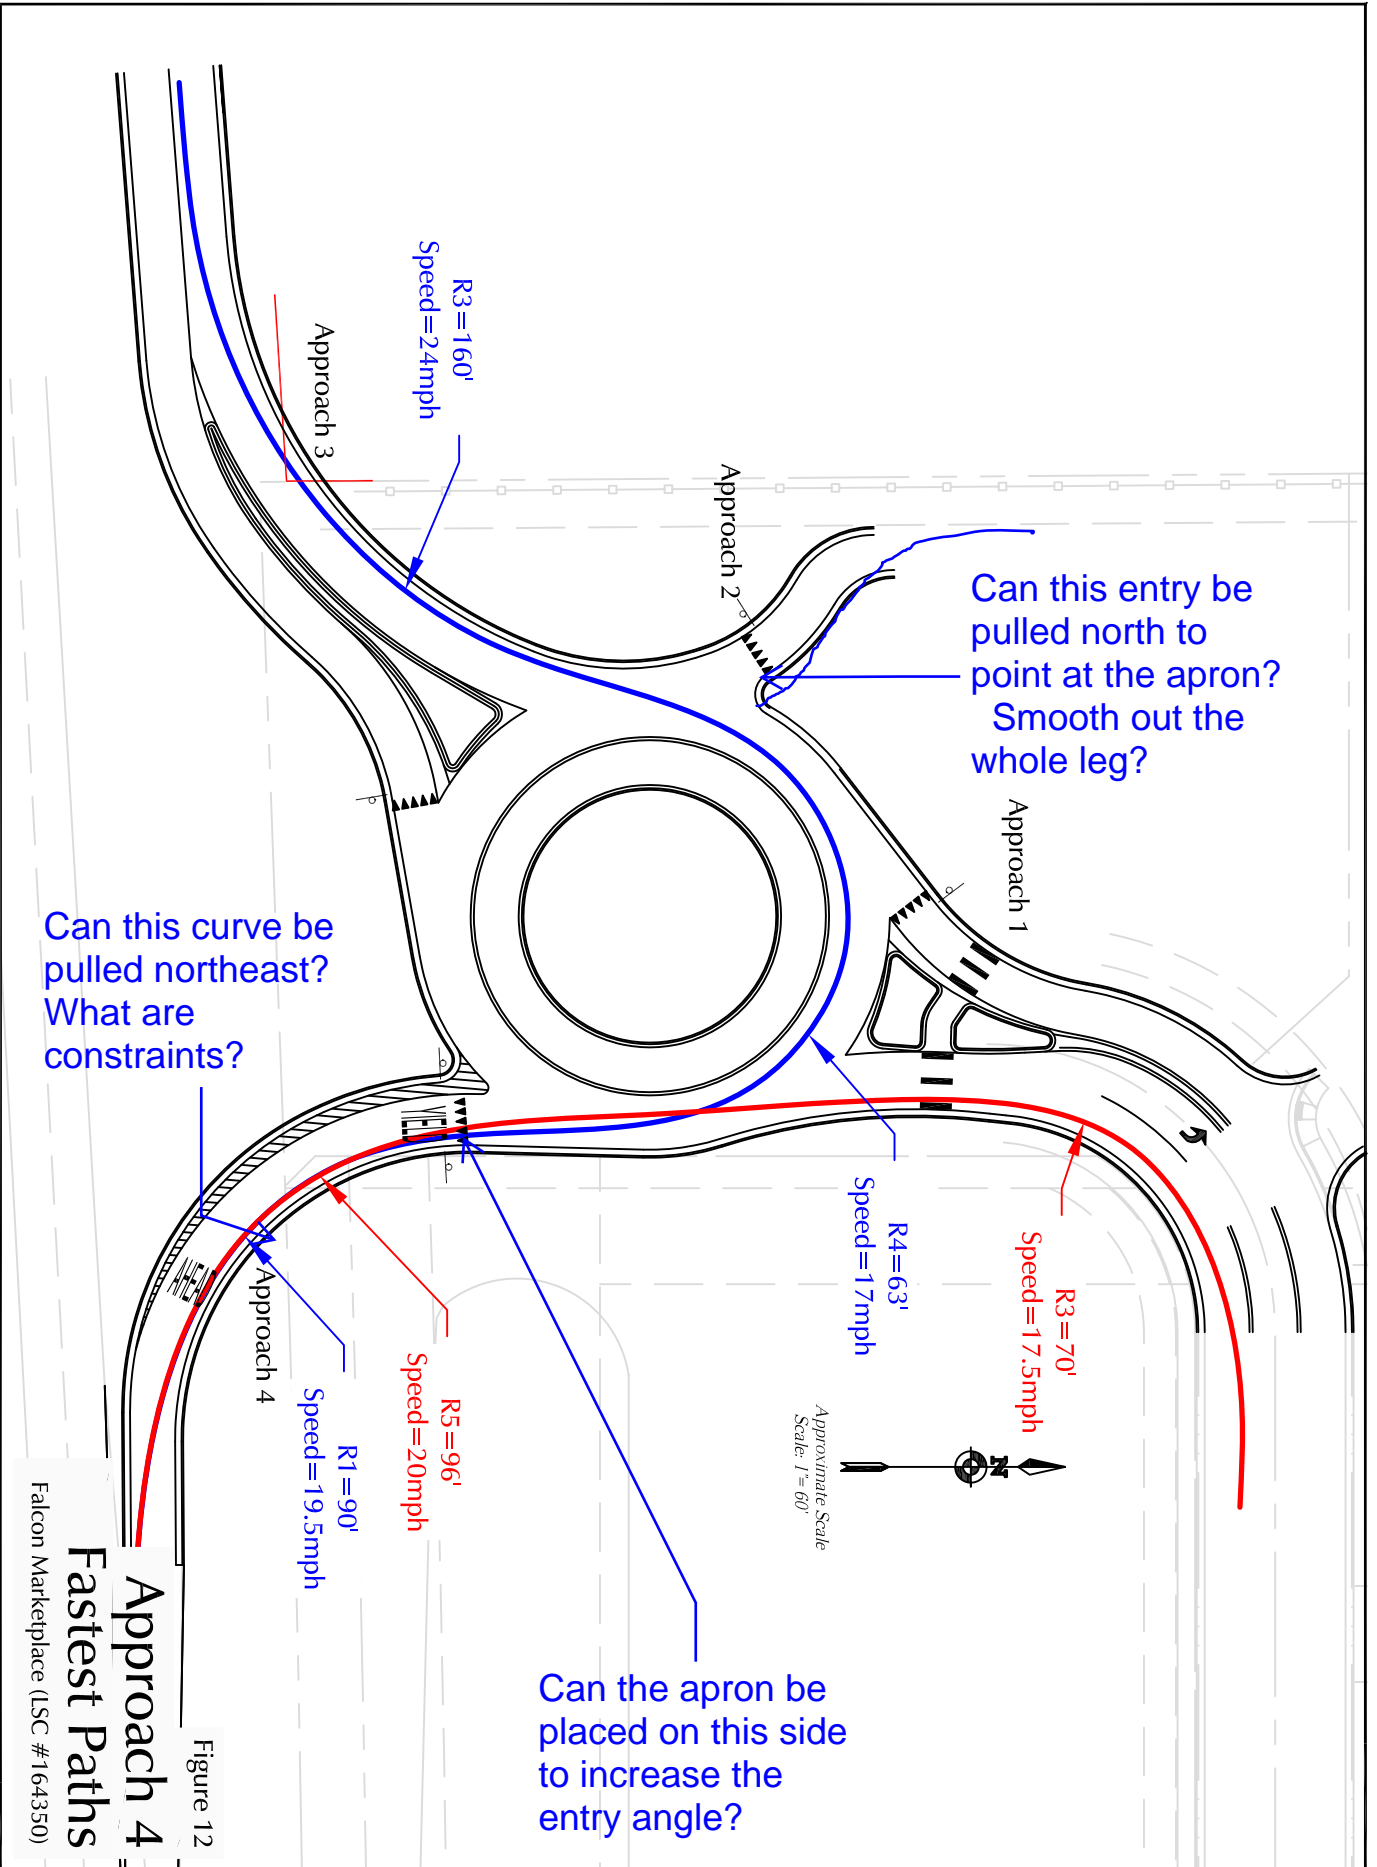 R3=160'
Speed=24mph
Approach 3
Approach 2
Can this entry be
pulled north to
point at the apron?
Smooth out the
whole leg?
Approach 1
Can this curve be
pulled northeast?
What are
constraints?
R4=63'
Speed=17mph
R3=70'
Speed=17.5mph
Approach 4
R5=96'
Speed=20mph
R1=90'
Speed=19.5mph
N
Approximate Scale
Scale: 1"= 60'
Can the apron be
placed on this side
to increase the
entry angle?
Figure 12
Approach 4
Fastest Paths
Falcon Marketplace (LSC #164350)